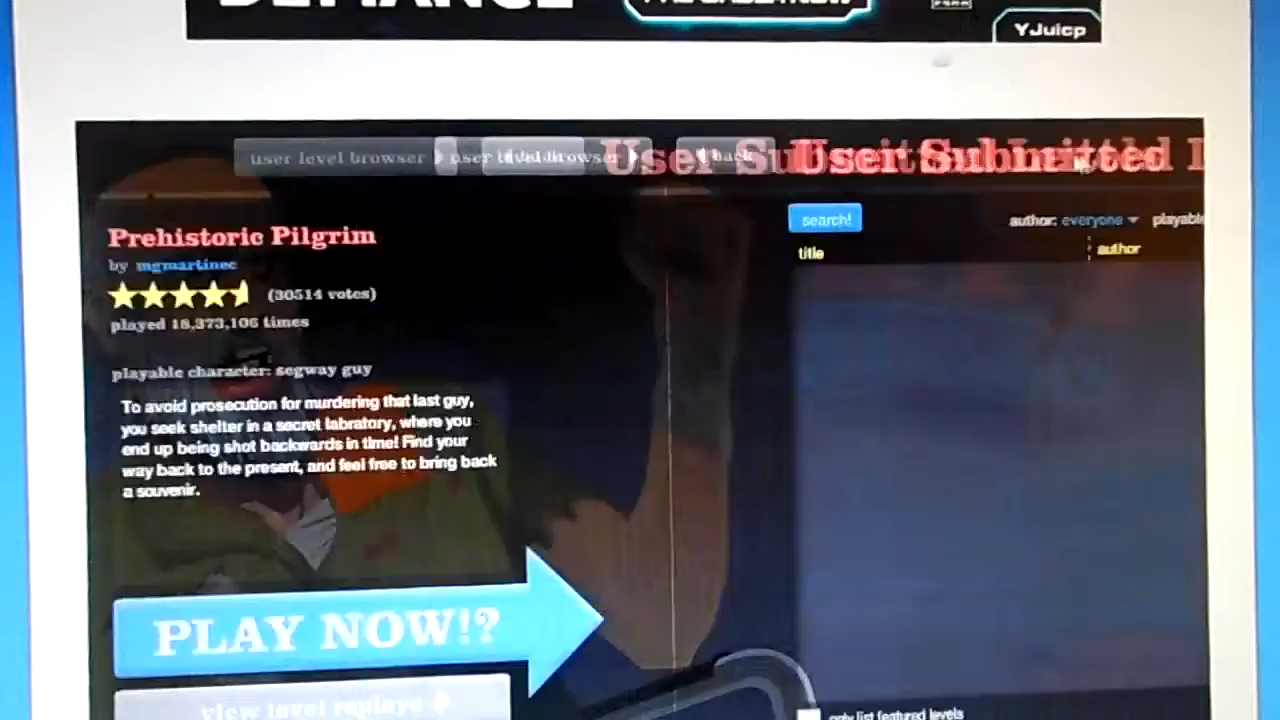 DEFIANCE
YJuicp
user level browser
back
User Submitted
Prehistoric Pilgrim
by mgmartinec
(30514 votes)
played 18,373,106 times
playable character: segway guy
To avoid prosecution for murdering that last guy,
you seek shelter in a secret labratory, where you
end up being shot backwards in time! Find your
way back to the present, and feel free to bring back
a souvenir.
PLAY NOW!?
view level replays
search!
author: everyone
playable
title
author
only list featured levels